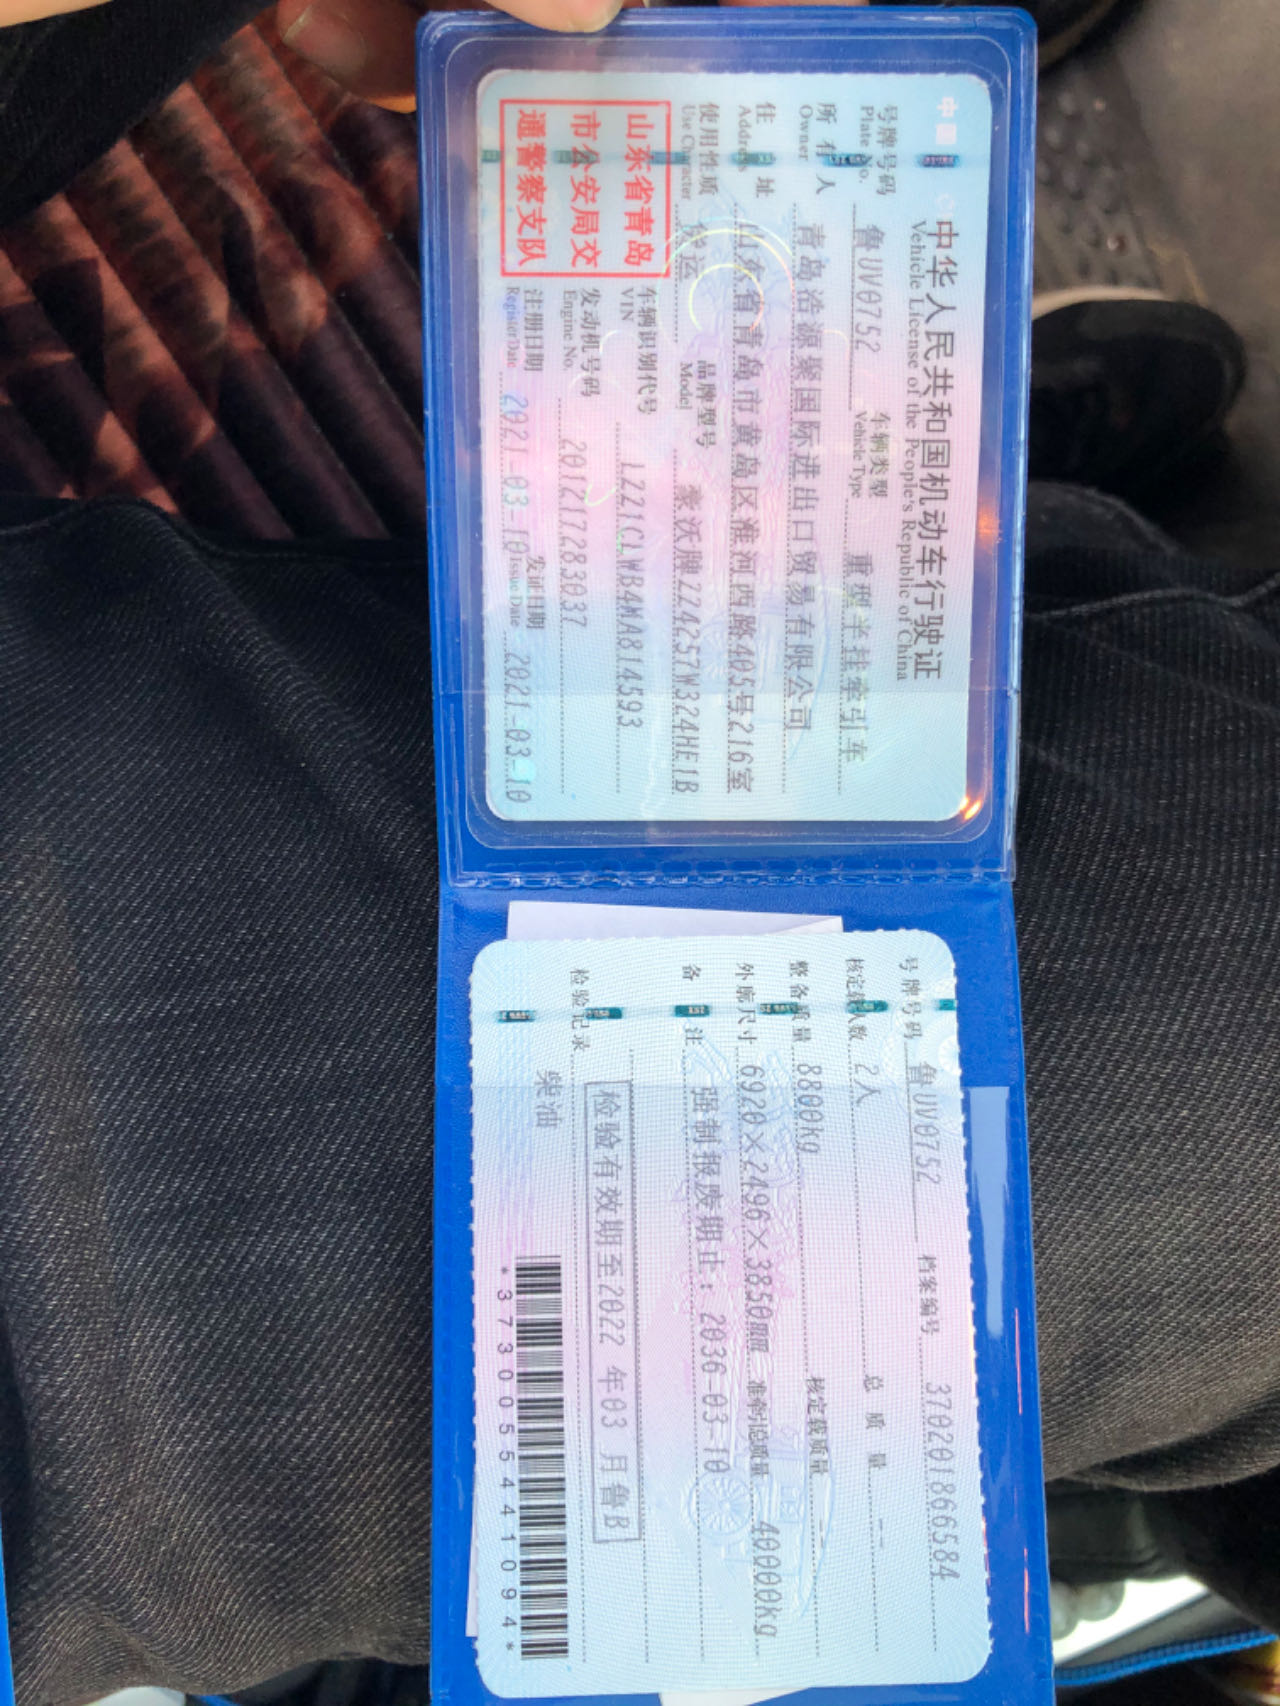 中华人民共和国机动车行驶证
Vehicle License of the People's Republic of China
号牌号码 鲁UV0752 车辆类型 重型半挂牵引车
Plate No. Vehicle Type
所有人 青岛浩源聚国际进出口贸易有限公司
Owner
住址 山东省青岛市黄岛区淮河西路405号216室
Address
使用性质 货运 品牌型号 豪沃牌ZZ4257W324HE1B
Use Character Model
山东省青岛
市公安局交
通警察支队
车辆识别代号 LZZ1CLWB4MA814593
VIN
发动机号码 201217283037
Engine No.
注册日期 2021-03-10 发证日期 2021-03-10
Register Date Issue Date
号牌号码 鲁UV0752 档案编号 370201866584
核定载人数 2人 总质量 --
整备质量 8800kg 核定载质量 --
外廓尺寸 6920×2496×3850mm 准牵引总质量 40000kg
备注 强制报废期止：2036-03-10
检验有效期至2022年03月鲁B
检验记录
柴油
*3730055441094*